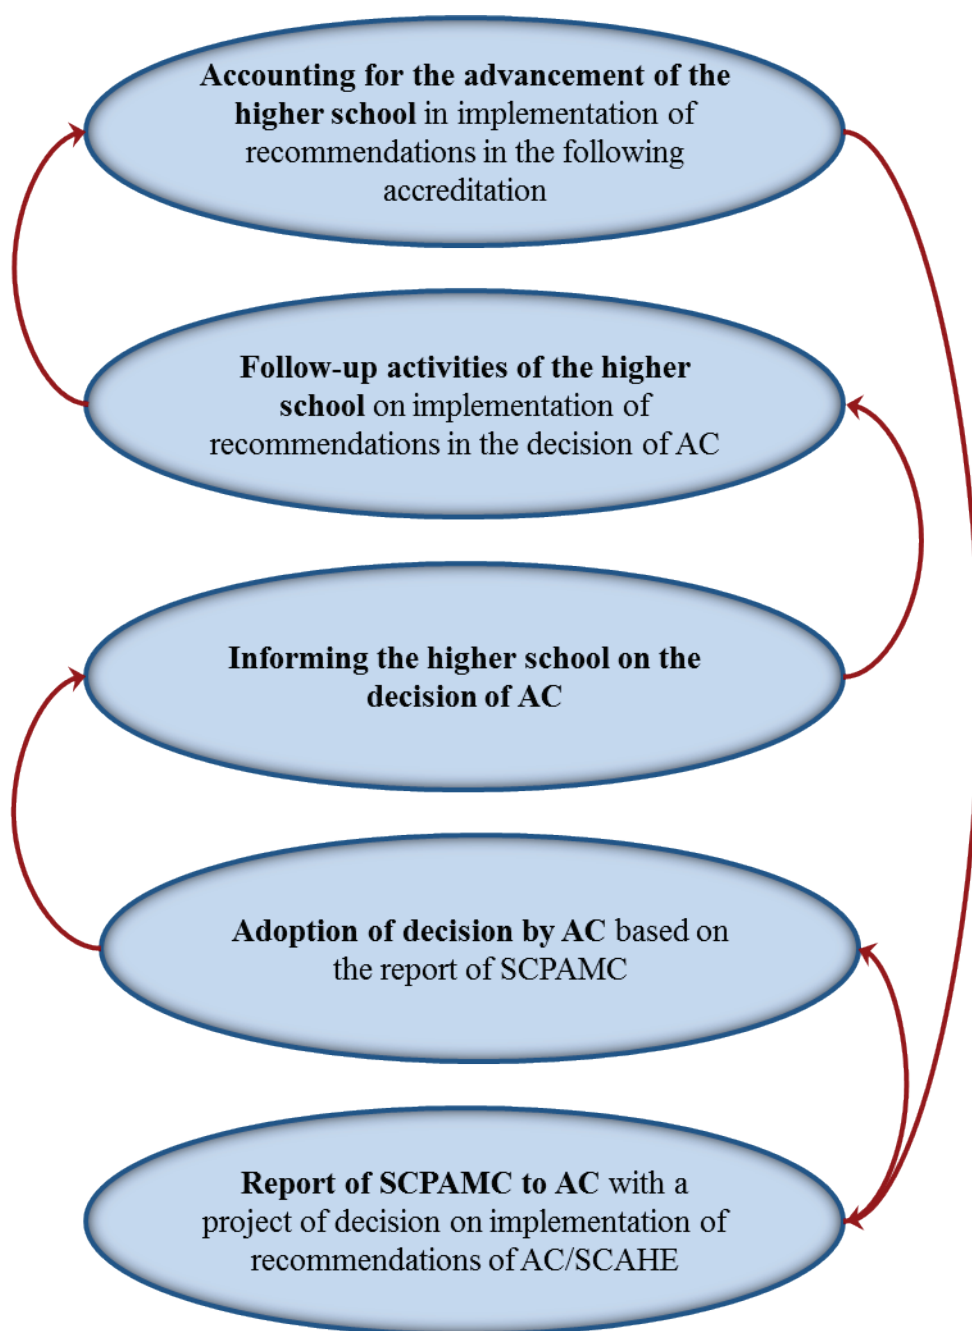 Accounting for the advancement of the
higher school in implementation of
recommendations in the following
accreditation
Follow-up activities of the higher
school on implementation of
recommendations in the decision of AC
Informing the higher school on the
decision of AC
Adoption of decision by AC based on
the report of SCPAMC
Report of SCPAMC to AC with a
project of decision on implementation of
recommendations of AC/SCAHE